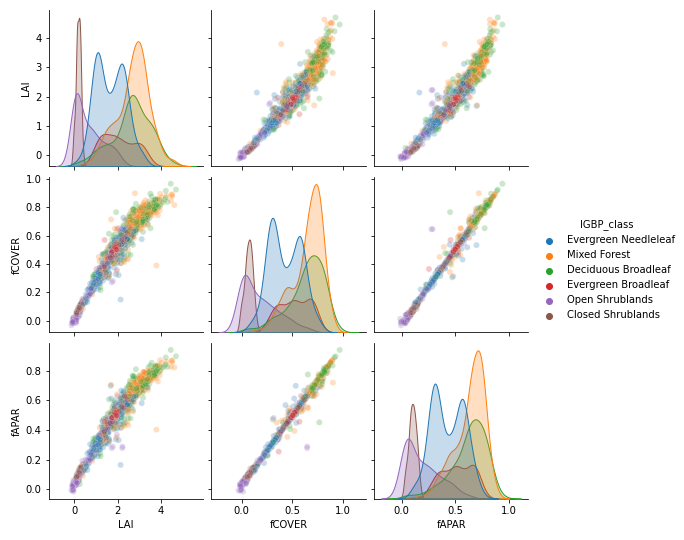 LAI
4
3
2
1
0
fCOVER
1.0
0.8
0.6
0.4
0.2
0.0
IGBP_class
Evergreen Needleleaf
Mixed Forest
Deciduous Broadleaf
Evergreen Broadleaf
Open Shrublands
Closed Shrublands
fAPAR
0.8
0.6
0.4
0.2
0.0
0 2 4
0.0 0.5 1.0
0.0 0.5 1.0
LAI fCOVER fAPAR